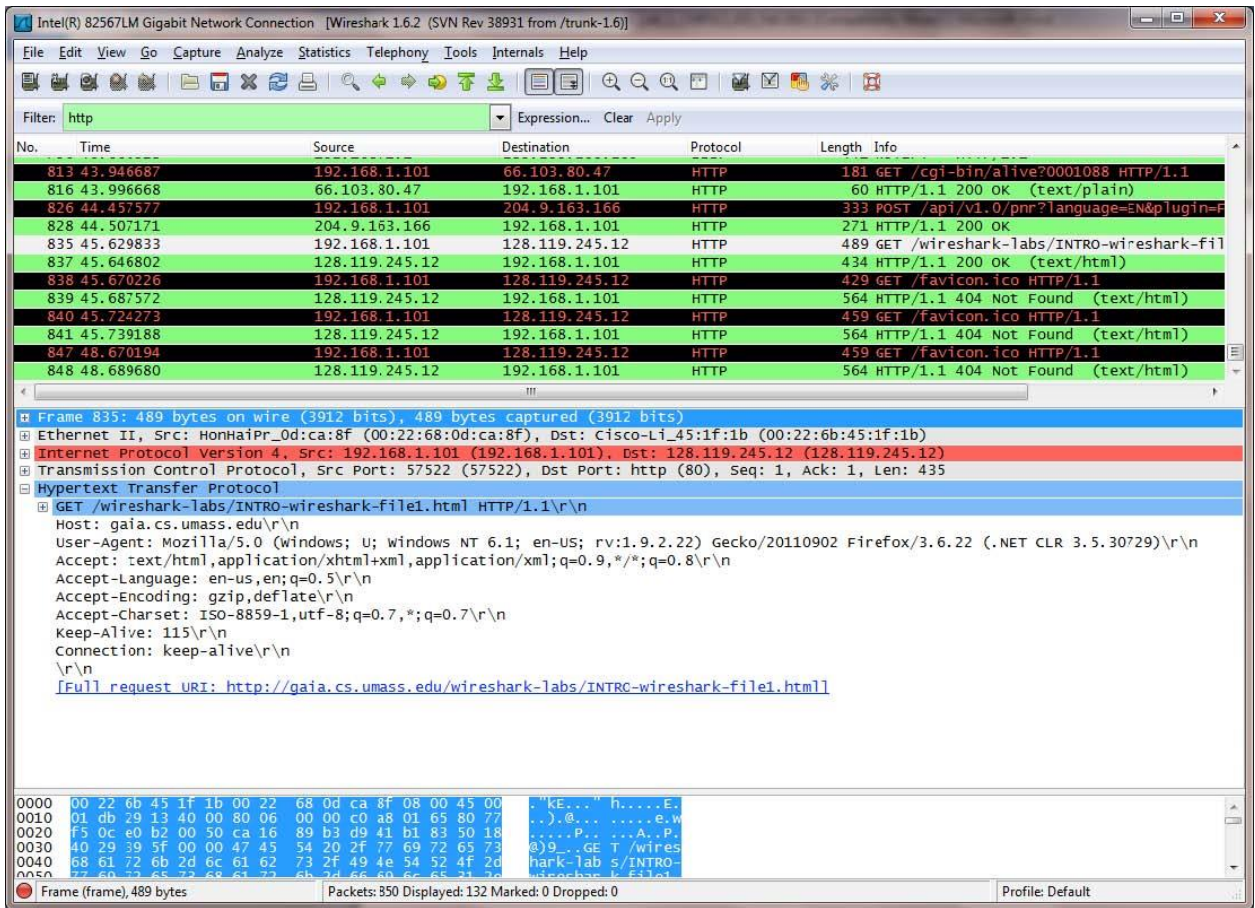 Intel(R) 82567LM Gigabit Network Connection [Wireshark 1.6.2 (SVN Rev 38931 from /trunk-1.6)]
File Edit View Go Capture Analyze Statistics Telephony Tools Internals Help
Filter: http Expression... Clear Apply
No. Time Source Destination Protocol Length Info
813 43.946687 192.168.1.101 66.103.80.47 HTTP 181 GET /cgi-bin/alive?0001088 HTTP/1.1
816 43.996668 66.103.80.47 192.168.1.101 HTTP 60 HTTP/1.1 200 OK (text/plain)
826 44.457577 192.168.1.101 204.9.163.166 HTTP 333 POST /api/v1.0/pnr?language=EN&plugin=F
828 44.507171 204.9.163.166 192.168.1.101 HTTP 271 HTTP/1.1 200 OK
835 45.629833 192.168.1.101 128.119.245.12 HTTP 489 GET /wireshark-labs/INTRO-wireshark-fil
837 45.646802 128.119.245.12 192.168.1.101 HTTP 434 HTTP/1.1 200 OK (text/html)
838 45.670226 192.168.1.101 128.119.245.12 HTTP 429 GET /favicon.ico HTTP/1.1
839 45.687572 128.119.245.12 192.168.1.101 HTTP 564 HTTP/1.1 404 Not Found (text/html)
840 45.724273 192.168.1.101 128.119.245.12 HTTP 459 GET /favicon.ico HTTP/1.1
841 45.739188 128.119.245.12 192.168.1.101 HTTP 564 HTTP/1.1 404 Not Found (text/html)
847 48.670194 192.168.1.101 128.119.245.12 HTTP 459 GET /favicon.ico HTTP/1.1
848 48.689680 128.119.245.12 192.168.1.101 HTTP 564 HTTP/1.1 404 Not Found (text/html)
Frame 835: 489 bytes on wire (3912 bits), 489 bytes captured (3912 bits)
Ethernet II, Src: HonHaiPr_0d:ca:8f (00:22:68:0d:ca:8f), Dst: Cisco-Li_45:1f:1b (00:22:6b:45:1f:1b)
Internet Protocol Version 4, Src: 192.168.1.101 (192.168.1.101), Dst: 128.119.245.12 (128.119.245.12)
Transmission Control Protocol, Src Port: 57522 (57522), Dst Port: http (80), Seq: 1, Ack: 1, Len: 435
Hypertext Transfer Protocol
GET /wireshark-labs/INTRO-wireshark-file1.html HTTP/1.1\r\n
Host: gaia.cs.umass.edu\r\n
User-Agent: Mozilla/5.0 (Windows; U; Windows NT 6.1; en-US; rv:1.9.2.22) Gecko/20110902 Firefox/3.6.22 (.NET CLR 3.5.30729)\r\n
Accept: text/html,application/xhtml+xml,application/xml;q=0.9,*/*;q=0.8\r\n
Accept-Language: en-us,en;q=0.5\r\n
Accept-Encoding: gzip,deflate\r\n
Accept-Charset: ISO-8859-1,utf-8;q=0.7,*;q=0.7\r\n
Keep-Alive: 115\r\n
Connection: keep-alive\r\n
\r\n
[Full request URI: http://gaia.cs.umass.edu/wireshark-labs/INTRO-wireshark-file1.html]
0000 00 22 6b 45 1f 1b 00 22 68 0d ca 8f 08 00 45 00 ."kE..." h.....E.
0010 01 db 29 13 40 00 80 06 00 00 c0 a8 01 65 80 77 ..).@... .....e.w
0020 f5 0c e0 b2 00 50 ca 16 89 b3 d9 41 b1 83 50 18 .....P.. ...A..P.
0030 40 29 39 5f 00 00 47 45 54 20 2f 77 69 72 65 73 @)9_..GE T /wires
0040 68 61 72 6b 2d 6c 61 62 73 2f 49 4e 54 52 4f 2d hark-lab s/INTRO-
0050 77 69 72 65 73 68 61 72 6b 2d 66 69 6c 65 31 2e wireshar k-file1.
Frame (frame), 489 bytes Packets: 850 Displayed: 132 Marked: 0 Dropped: 0 Profile: Default